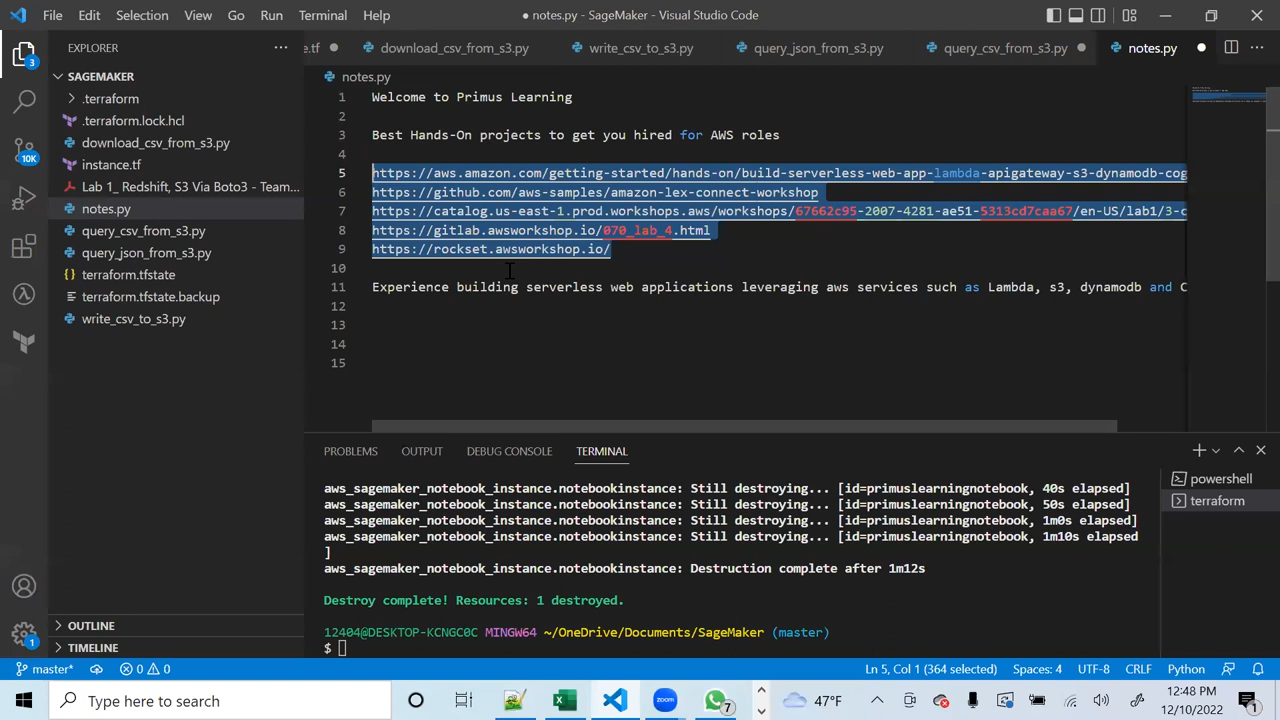 File Edit Selection View Go Run Terminal Help
● notes.py - SageMaker - Visual Studio Code
EXPLORER
.tf ● download_csv_from_s3.py write_csv_to_s3.py query_json_from_s3.py query_csv_from_s3.py ● notes.py ●
SAGEMAKER
.terraform
.terraform.lock.hcl
download_csv_from_s3.py
instance.tf
Lab 1_ Redshift, S3 Via Boto3 - Team...
notes.py
query_csv_from_s3.py
query_json_from_s3.py
terraform.tfstate
terraform.tfstate.backup
write_csv_to_s3.py
OUTLINE
TIMELINE
3
10K
1
notes.py
1 Welcome to Primus Learning
2
3 Best Hands-On projects to get you hired for AWS roles
4
5 https://aws.amazon.com/getting-started/hands-on/build-serverless-web-app-lambda-apigateway-s3-dynamodb-cog
6 https://github.com/aws-samples/amazon-lex-connect-workshop
7 https://catalog.us-east-1.prod.workshops.aws/workshops/67662c95-2007-4281-ae51-5313cd7caa67/en-US/lab1/3-c
8 https://gitlab.awsworkshop.io/070_lab_4.html
9 https://rockset.awsworkshop.io/
10
11 Experience building serverless web applications leveraging aws services such as Lambda, s3, dynamodb and C
12
13
14
15
PROBLEMS OUTPUT DEBUG CONSOLE TERMINAL
powershell
terraform
aws_sagemaker_notebook_instance.notebookinstance: Still destroying... [id=primuslearningnotebook, 40s elapsed]
aws_sagemaker_notebook_instance.notebookinstance: Still destroying... [id=primuslearningnotebook, 50s elapsed]
aws_sagemaker_notebook_instance.notebookinstance: Still destroying... [id=primuslearningnotebook, 1m0s elapsed]
aws_sagemaker_notebook_instance.notebookinstance: Still destroying... [id=primuslearningnotebook, 1m10s elapsed
]
aws_sagemaker_notebook_instance.notebookinstance: Destruction complete after 1m12s
Destroy complete! Resources: 1 destroyed.
12404@DESKTOP-KCNGC0C MINGW64 ~/OneDrive/Documents/SageMaker (master)
$
master* 0 0 Ln 5, Col 1 (364 selected) Spaces: 4 UTF-8 CRLF Python
Type here to search
zoom
7
47°F
12:48 PM
12/10/2022
1